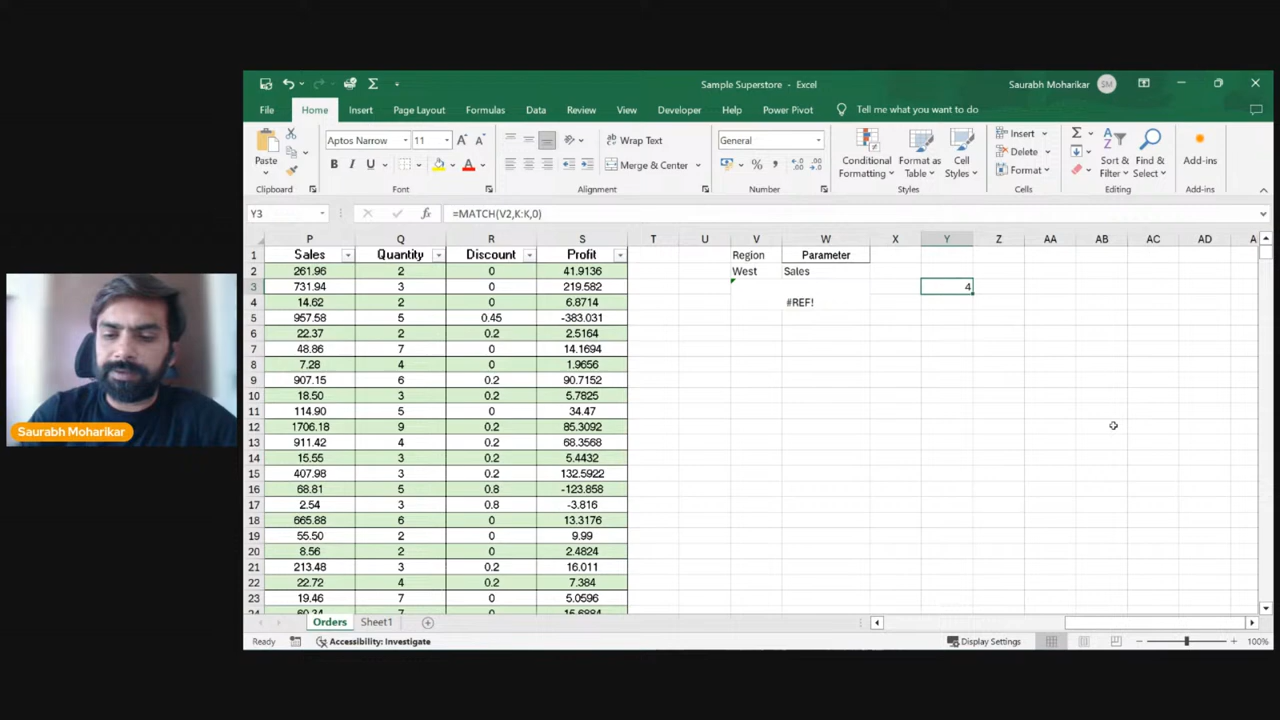 Sample Superstore - Excel
Saurabh Moharikar SM
File Home Insert Page Layout Formulas Data Review View Developer Help Power Pivot Tell me what you want to do
Paste
Aptos Narrow 11
B I U
Wrap Text
Merge & Center
General
Conditional Formatting
Format as Table
Cell Styles
Insert
Delete
Format
Sort & Filter
Find & Select
Add-ins
Clipboard Font Alignment Number Styles Cells Editing Add-ins
Y3 fx =MATCH(V2,K:K,0)
P Q R S T U V W X Y Z AA AB AC AD A
1 Sales Quantity Discount Profit Region Parameter
2 261.96 2 0 41.9136 West Sales
3 731.94 3 0 219.582 4
4 14.62 2 0 6.8714 #REF!
5 957.58 5 0.45 -383.031
6 22.37 2 0.2 2.5164
7 48.86 7 0 14.1694
8 7.28 4 0 1.9656
9 907.15 6 0.2 90.7152
10 18.50 3 0.2 5.7825
11 114.90 5 0 34.47
12 1706.18 9 0.2 85.3092
13 911.42 4 0.2 68.3568
14 15.55 3 0.2 5.4432
15 407.98 3 0.2 132.5922
16 68.81 5 0.8 -123.858
17 2.54 3 0.8 -3.816
18 665.88 6 0 13.3176
19 55.50 2 0 9.99
20 8.56 2 0 2.4824
21 213.48 3 0.2 16.011
22 22.72 4 0.2 7.384
23 19.46 7 0 5.0596
Saurabh Moharikar
Orders Sheet1
Ready Accessibility: Investigate Display Settings 100%